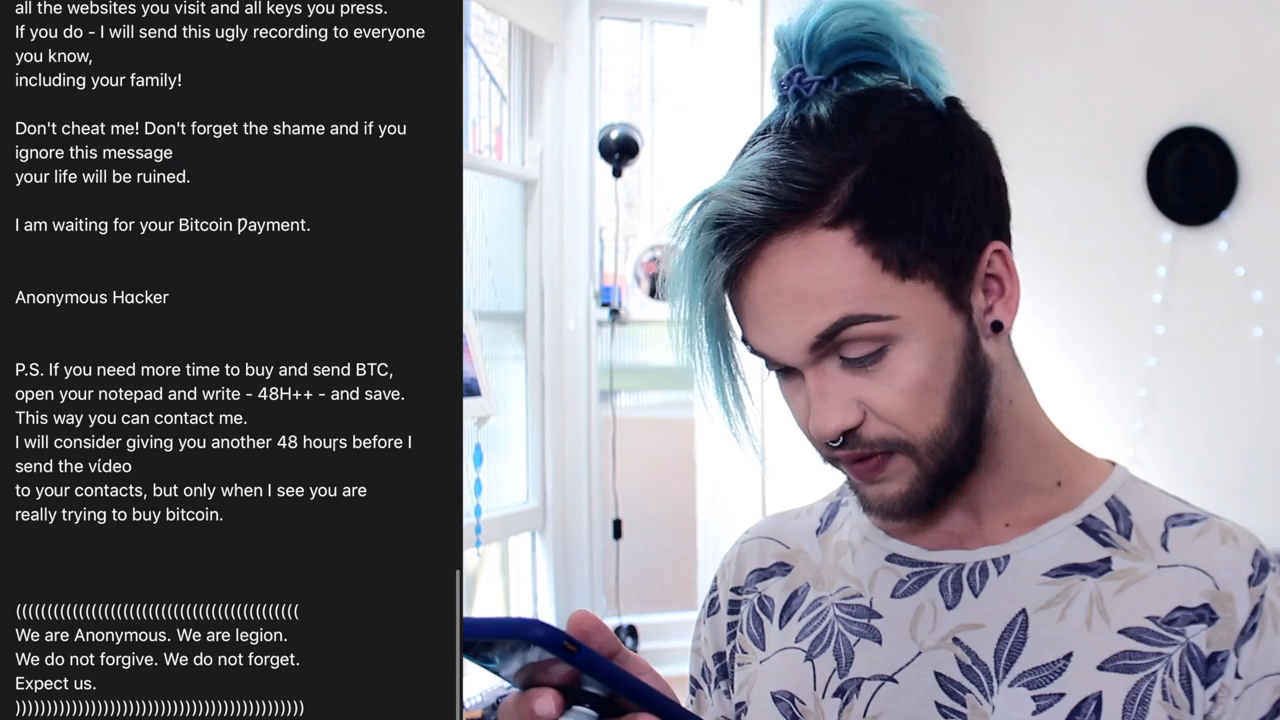 all the websites you visit and all keys you press.
If you do - I will send this ugly recording to everyone
you know,
including your family!
Don't cheat me! Don't forget the shame and if you
ignore this message
your life will be ruined.
I am waiting for your Bitcoin Ƿayment.
Anonymous Hɑcker
P.S. If you need more time to buy and send BTC,
open your notepad and write - 48H++ - and save.
This way you can contact me.
I will consider giving you another 48 houɼs before I
send the vίdeo
to your contacts, but only when I see you are
really trying to buy bitcoin.
(((((((((((((((((((((((((((((((((((((((((((((
We are Anonymous. We are legion.
We do not forgive. We do not forget.
Expect us.
))))))))))))))))))))))))))))))))))))))))))))))